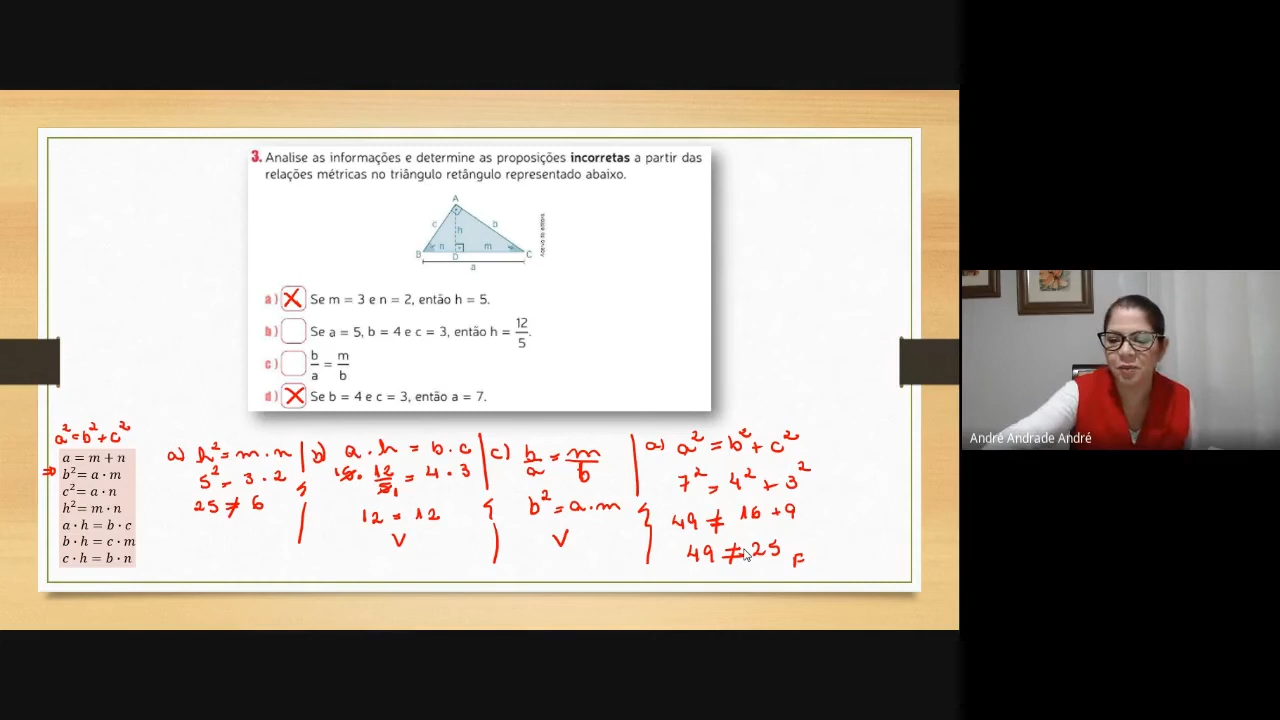 3. Analise as informações e determine as proposições incorretas a partir das
relações métricas no triângulo retângulo representado abaixo.
A
c b
h
n m
B D C
a
a) X Se m = 3 e n = 2, então h = 5.
b) Se a = 5, b = 4 e c = 3, então h = 12/5.
c) b/a = m/b
d) X Se b = 4 e c = 3, então a = 7.
a² = b² + c²
a = m + n
⇒ b² = a · m
c² = a · n
h² = m · n
a · h = b · c
b · h = c · m
c · h = b · n
a) h² = m · n
5² = 3 · 2
25 ≠ 6
b) a · h = b · c
5 · 12/5 = 4 · 3
12 = 12
V
c) b/a = m/b
b² = a · m
V
a) a² = b² + c²
7² = 4² + 3²
49 ≠ 16 + 9
49 ≠ 25 F
André Andrade André